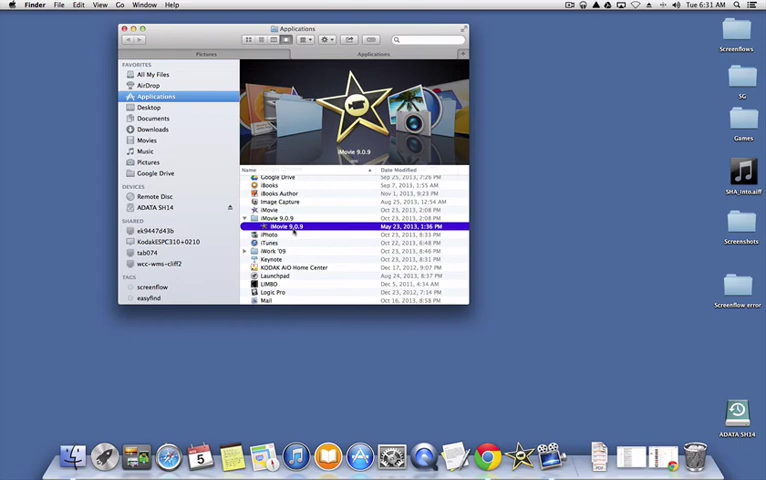 Finder File Edit View Go Window Help
Tue 6:31 AM
Applications
Pictures
Applications
FAVORITES
All My Files
AirDrop
Applications
Desktop
Documents
Downloads
Movies
Music
Pictures
Google Drive
DEVICES
Remote Disc
ADATA SH14
SHARED
ek9447d43b
KodakESPC310+0210
tab074
wcc-wms-cliff2
TAGS
screenflow
easyfind
iMovie 9.0.9
Name Date Modified
Google Drive Sep 25, 2013, 7:26 PM
iBooks Sep 7, 2013, 1:55 AM
iBooks Author Nov 1, 2013, 9:23 PM
Image Capture Aug 25, 2013, 12:54 AM
iMovie Oct 23, 2013, 2:08 PM
iMovie 9.0.9 Oct 23, 2013, 2:08 PM
iMovie 9.0.9 May 23, 2013, 1:36 PM
iPhoto Oct 23, 2013, 8:33 PM
iTunes Oct 22, 2013, 6:48 PM
iWork '09 Oct 23, 2013, 8:46 PM
Keynote Oct 23, 2013, 8:46 PM
KODAK AiO Home Center Dec 17, 2012, 9:07 PM
Launchpad Aug 24, 2013, 8:37 PM
LIMBO Dec 5, 2011, 4:34 AM
Logic Pro Dec 23, 2012, 7:14 PM
Mail Oct 16, 2013, 8:58 PM
Screenflows
SG
Games
SHA_Into.aiff
Screenshots
Screenflow error
ADATA SH14
5